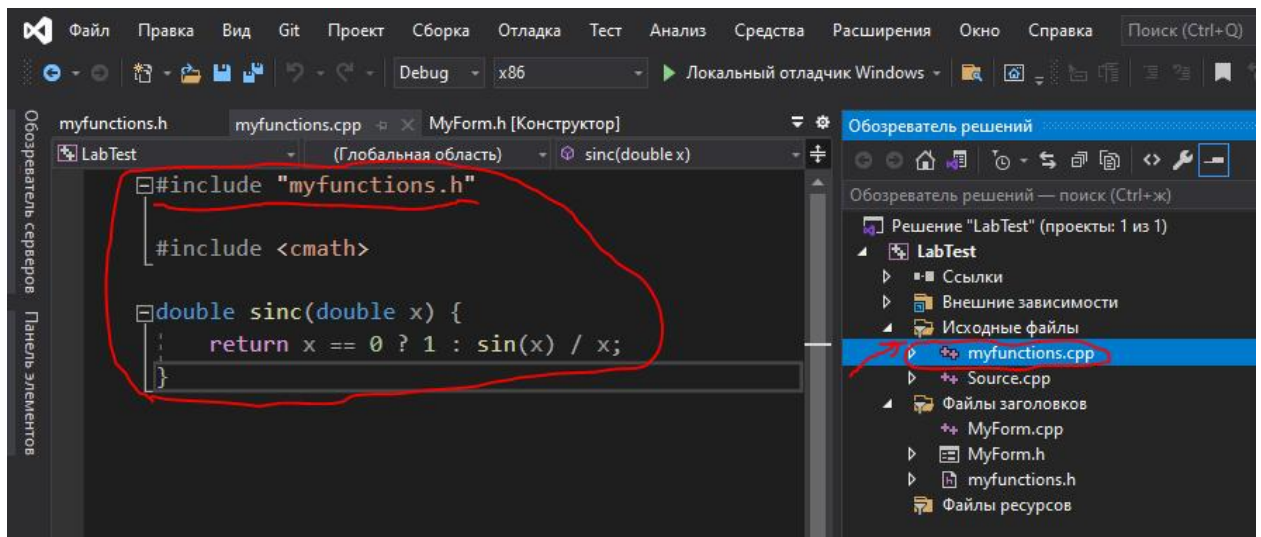 Файл Правка Вид Git Проект Сборка Отладка Тест Анализ Средства Расширения Окно Справка Поиск (Ctrl+Q)
Debug x86 Локальный отладчик Windows
Обозреватель серверов
Панель элементов
myfunctions.h myfunctions.cpp MyForm.h [Конструктор]
LabTest (Глобальная область) sinc(double x)
#include "myfunctions.h"
#include <cmath>
double sinc(double x) {
return x == 0 ? 1 : sin(x) / x;
}
Обозреватель решений
Обозреватель решений — поиск (Ctrl+ж)
Решение "LabTest" (проекты: 1 из 1)
LabTest
Ссылки
Внешние зависимости
Исходные файлы
myfunctions.cpp
Source.cpp
Файлы заголовков
MyForm.cpp
MyForm.h
myfunctions.h
Файлы ресурсов